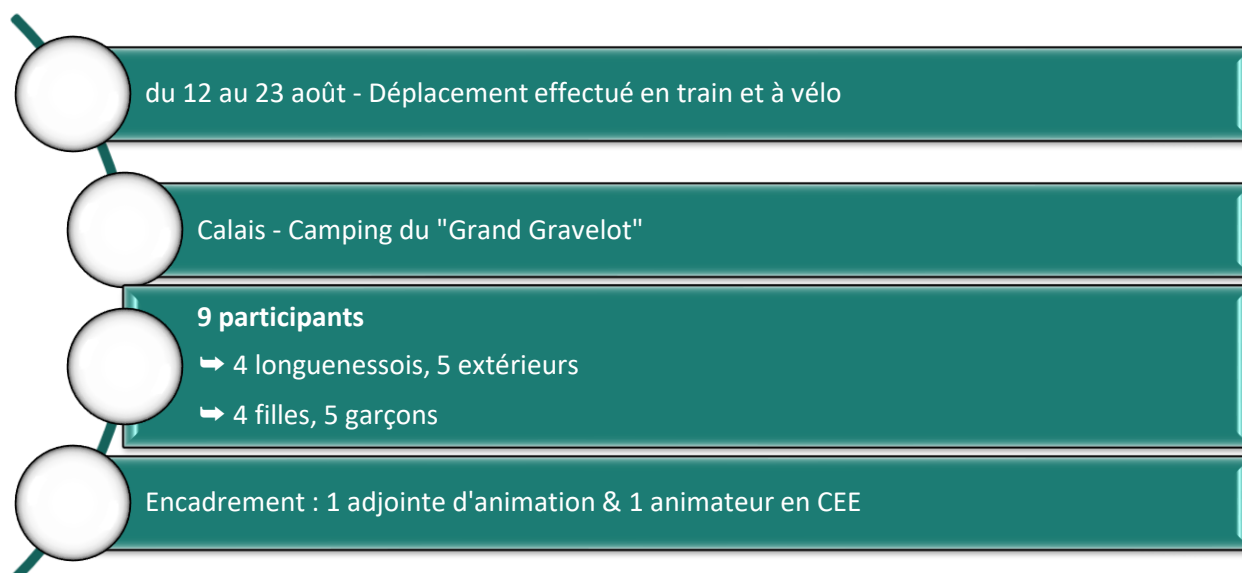 du 12 au 23 août - Déplacement effectué en train et à vélo
Calais - Camping du "Grand Gravelot"
9 participants
➥ 4 longuenessois, 5 extérieurs
➥ 4 filles, 5 garçons
Encadrement : 1 adjointe d'animation & 1 animateur en CEE